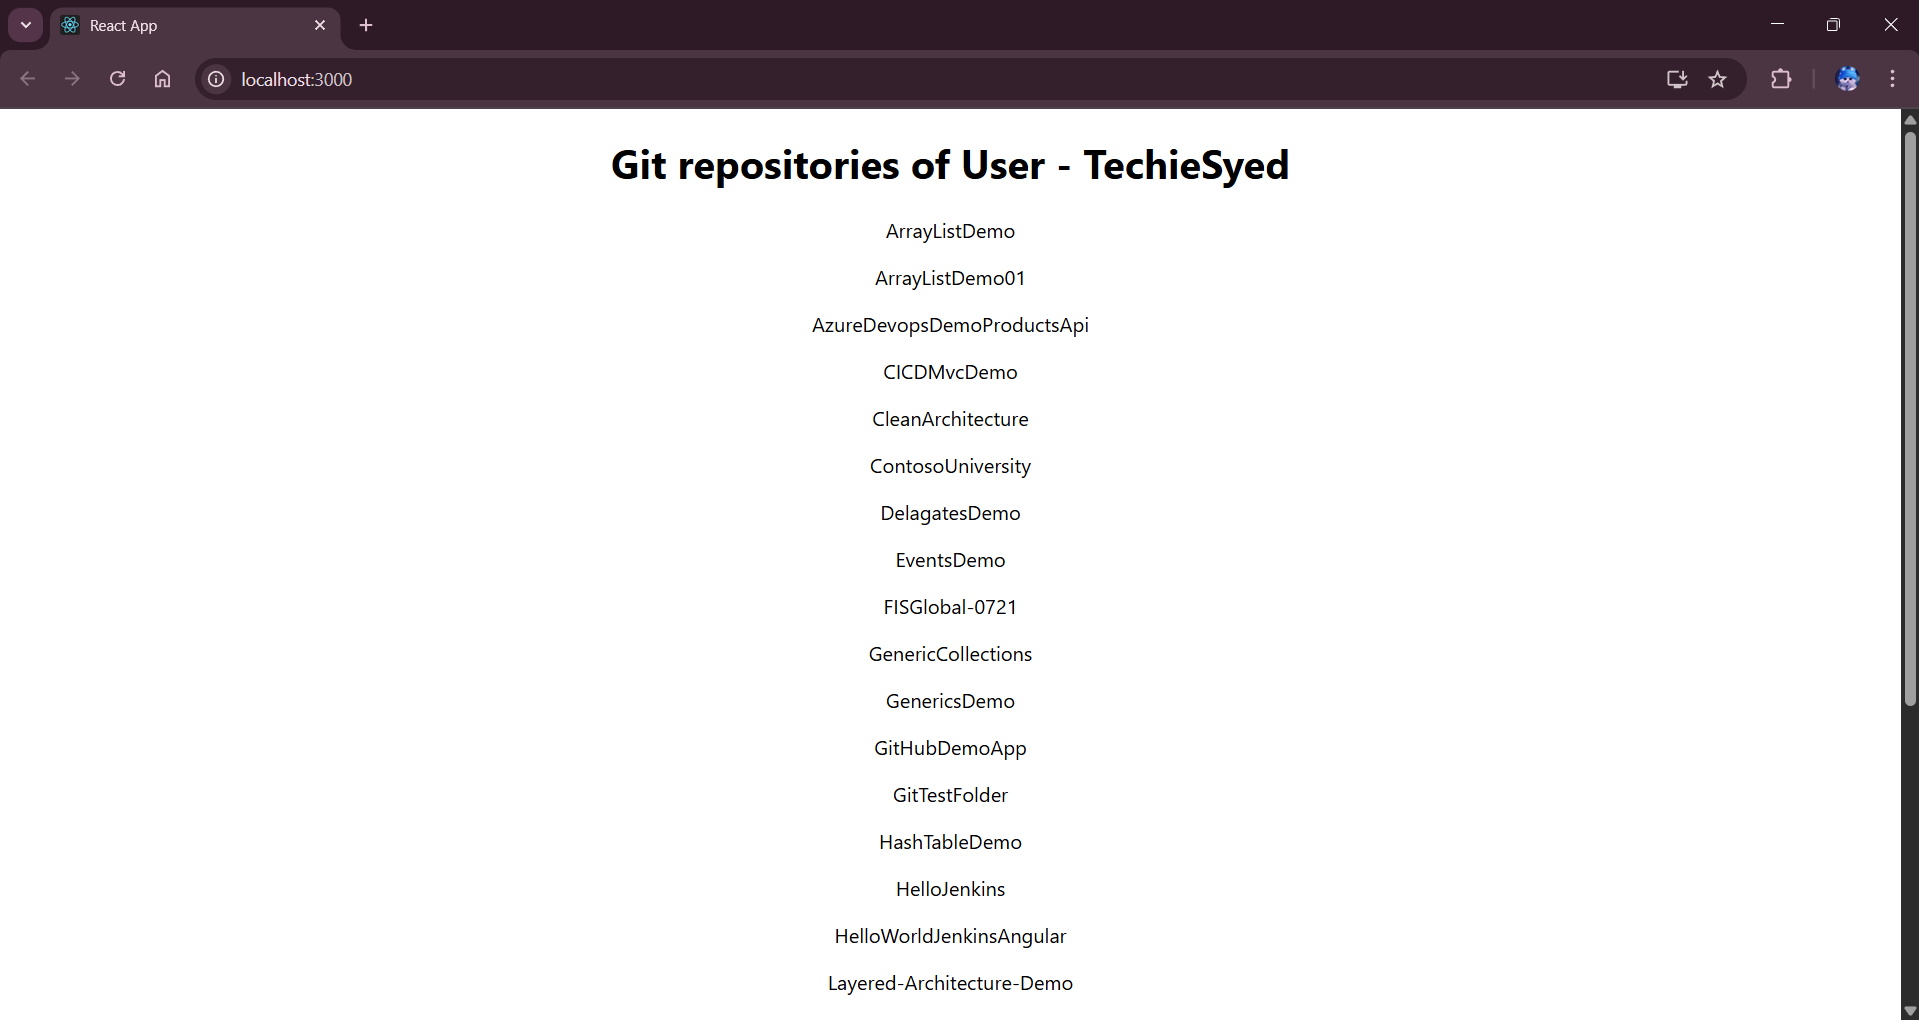 React App
localhost:3000
Git repositories of User - TechieSyed
ArrayListDemo
ArrayListDemo01
AzureDevopsDemoProductsApi
CICDMvcDemo
CleanArchitecture
ContosoUniversity
DelagatesDemo
EventsDemo
FISGlobal-0721
GenericCollections
GenericsDemo
GitHubDemoApp
GitTestFolder
HashTableDemo
HelloJenkins
HelloWorldJenkinsAngular
Layered-Architecture-Demo